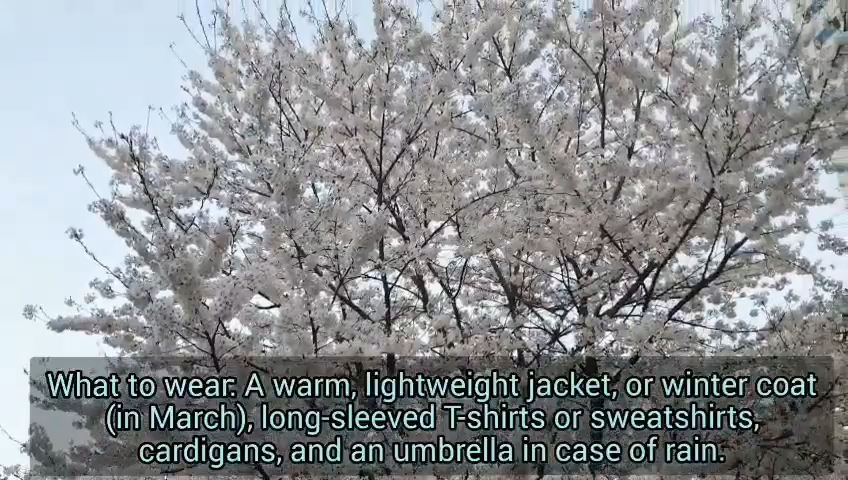 What to wear: A warm, lightweight jacket, or winter coat
(in March), long-sleeved T-shirts or sweatshirts,
cardigans, and an umbrella in case of rain.